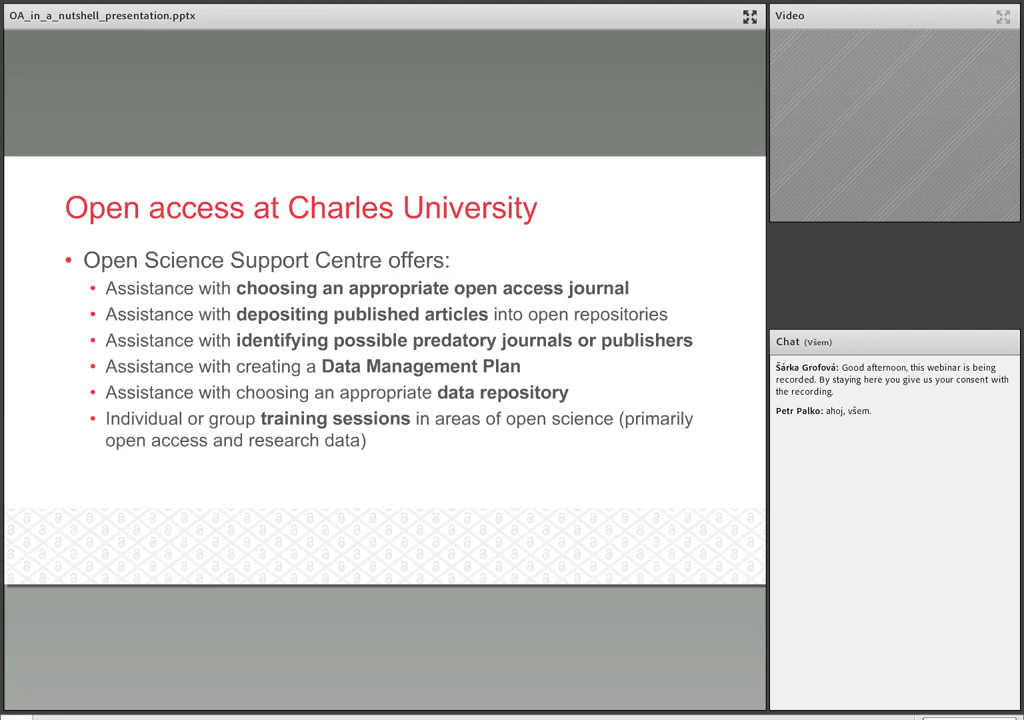 OA_in_a_nutshell_presentation.pptx
Open access at Charles University
• Open Science Support Centre offers:
• Assistance with choosing an appropriate open access journal
• Assistance with depositing published articles into open repositories
• Assistance with identifying possible predatory journals or publishers
• Assistance with creating a Data Management Plan
• Assistance with choosing an appropriate data repository
• Individual or group training sessions in areas of open science (primarily
open access and research data)
Video
Chat (Všem)
Šárka Grofová: Good afternoon, this webinar is being
recorded. By staying here you give us your consent with
the recording.
Petr Palko: ahoj, všem.